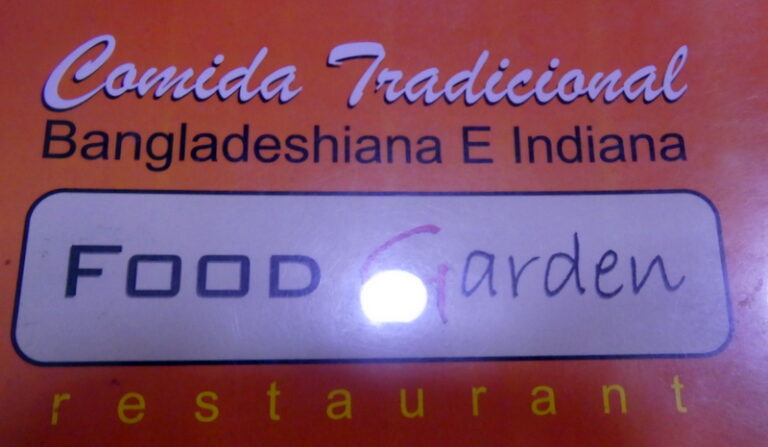 Comida Tradicional
Bangladeshiana E Indiana
Food Garden
restaurant